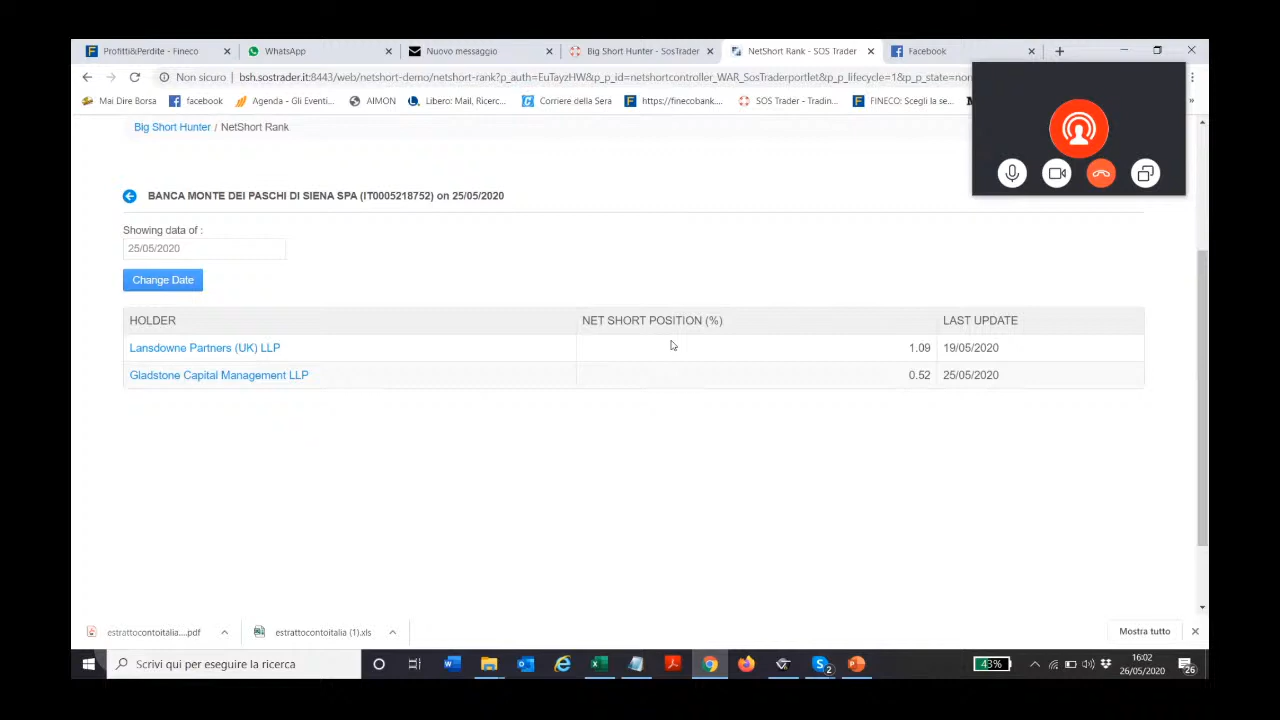 Profitti&Perdite - Fineco
WhatsApp
Nuovo messaggio
Big Short Hunter - SosTrader
NetShort Rank - SOS Trader
Facebook
Non sicuro
bsh.sostrader.it:8443/web/netshort-demo/netshort-rank?p_auth=EuTayzHW&p_p_id=netshortcontroller_WAR_SosTraderportlet&p_p_lifecycle=1&p_p_state=nor
Mai Dire Borsa
facebook
Agenda - Gli Eventi...
AIMON
Libero: Mail, Ricerc...
Corriere della Sera
https://finecobank....
SOS Trader - Tradin...
FINECO: Scegli la se...
Big Short Hunter / NetShort Rank
BANCA MONTE DEI PASCHI DI SIENA SPA (IT0005218752) on 25/05/2020
Showing data of :
25/05/2020
Change Date
HOLDER NET SHORT POSITION (%) LAST UPDATE
Lansdowne Partners (UK) LLP 1.09 19/05/2020
Gladstone Capital Management LLP 0.52 25/05/2020
estrattocontoitalia....pdf
estrattocontoitalia (1).xls
Mostra tutto
Scrivi qui per eseguire la ricerca
2
43%
16:02
26/05/2020
26